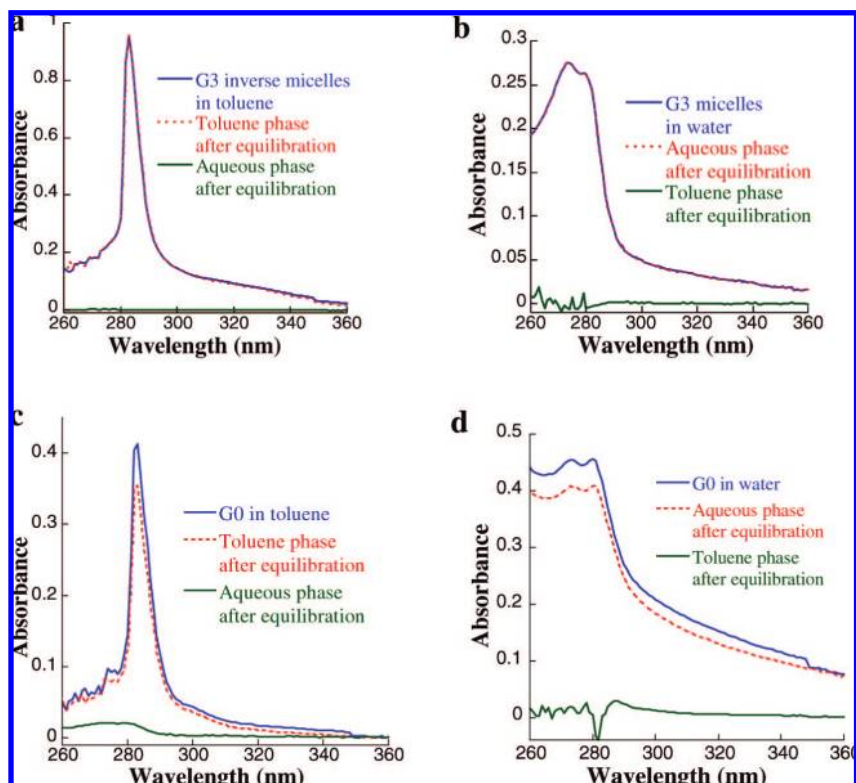 a
1
0.8
0.6
0.4
0.2
0
Absorbance
G3 inverse micelles
in toluene
Toluene phase
after equilibration
Aqueous phase
after equilibration
260 280 300 320 340 360
Wavelength (nm)
b
0.3
0.25
0.2
0.15
0.1
0.05
0
Absorbance
G3 micelles
in water
Aqueous phase
after equilibration
Toluene phase
after equilibration
260 280 300 320 340 360
Wavelength (nm)
c
0.4
0.3
0.2
0.1
0
Absorbance
G0 in toluene
Toluene phase
after equilibration
Aqueous phase
after equilibration
260 280 300 320 340 360
Wavelength (nm)
d
0.5
0.4
0.3
0.2
0.1
0
Absorbance
G0 in water
Aqueous phase
after equilibration
Toluene phase
after equilibration
260 280 300 320 340 360
Wavelength (nm)